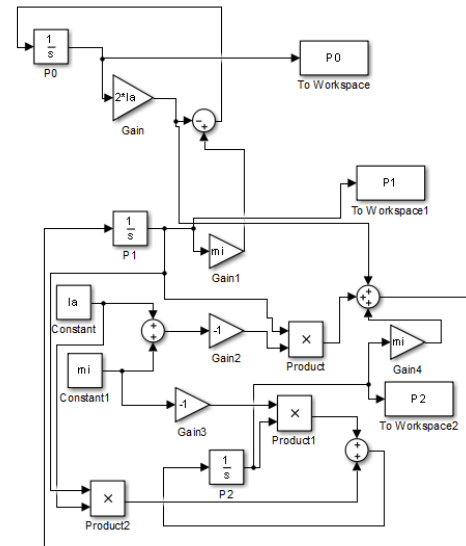 1
s
P0
P0
To Workspace
2*la
Gain
-
+
P1
To Workspace1
1
s
P1
mi
Gain1
la
Constant
+
+
-1
Gain2
×
Product
+
+
+
mi
Gain4
mi
Constant1
-1
Gain3
×
Product1
P2
To Workspace2
1
s
P2
+
+
×
Product2